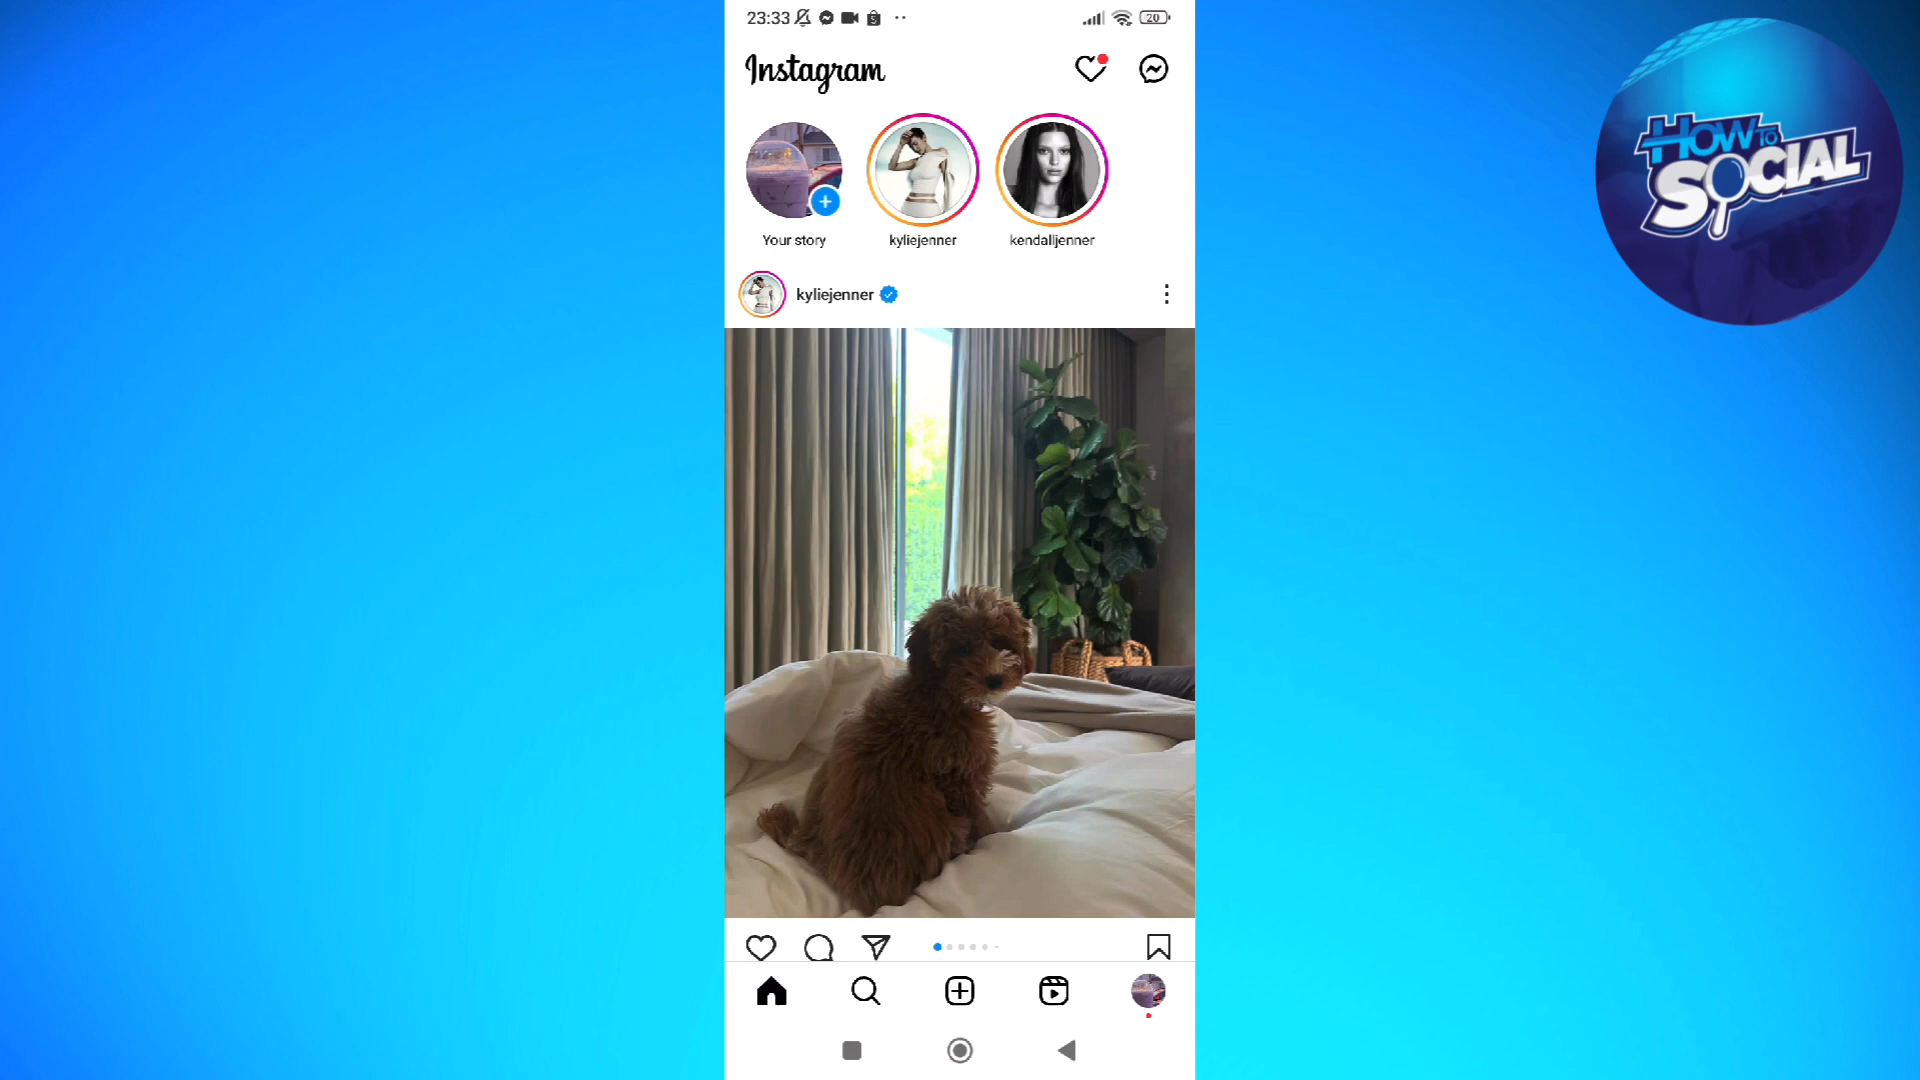 23:33
20
Instagram
HOW TO
SOCIAL
Your story
kyliejenner
kendalljenner
kyliejenner